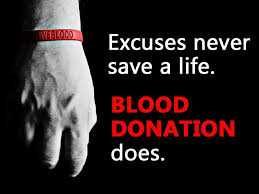 Excuses never
save a life.
BLOOD
DONATION
does.